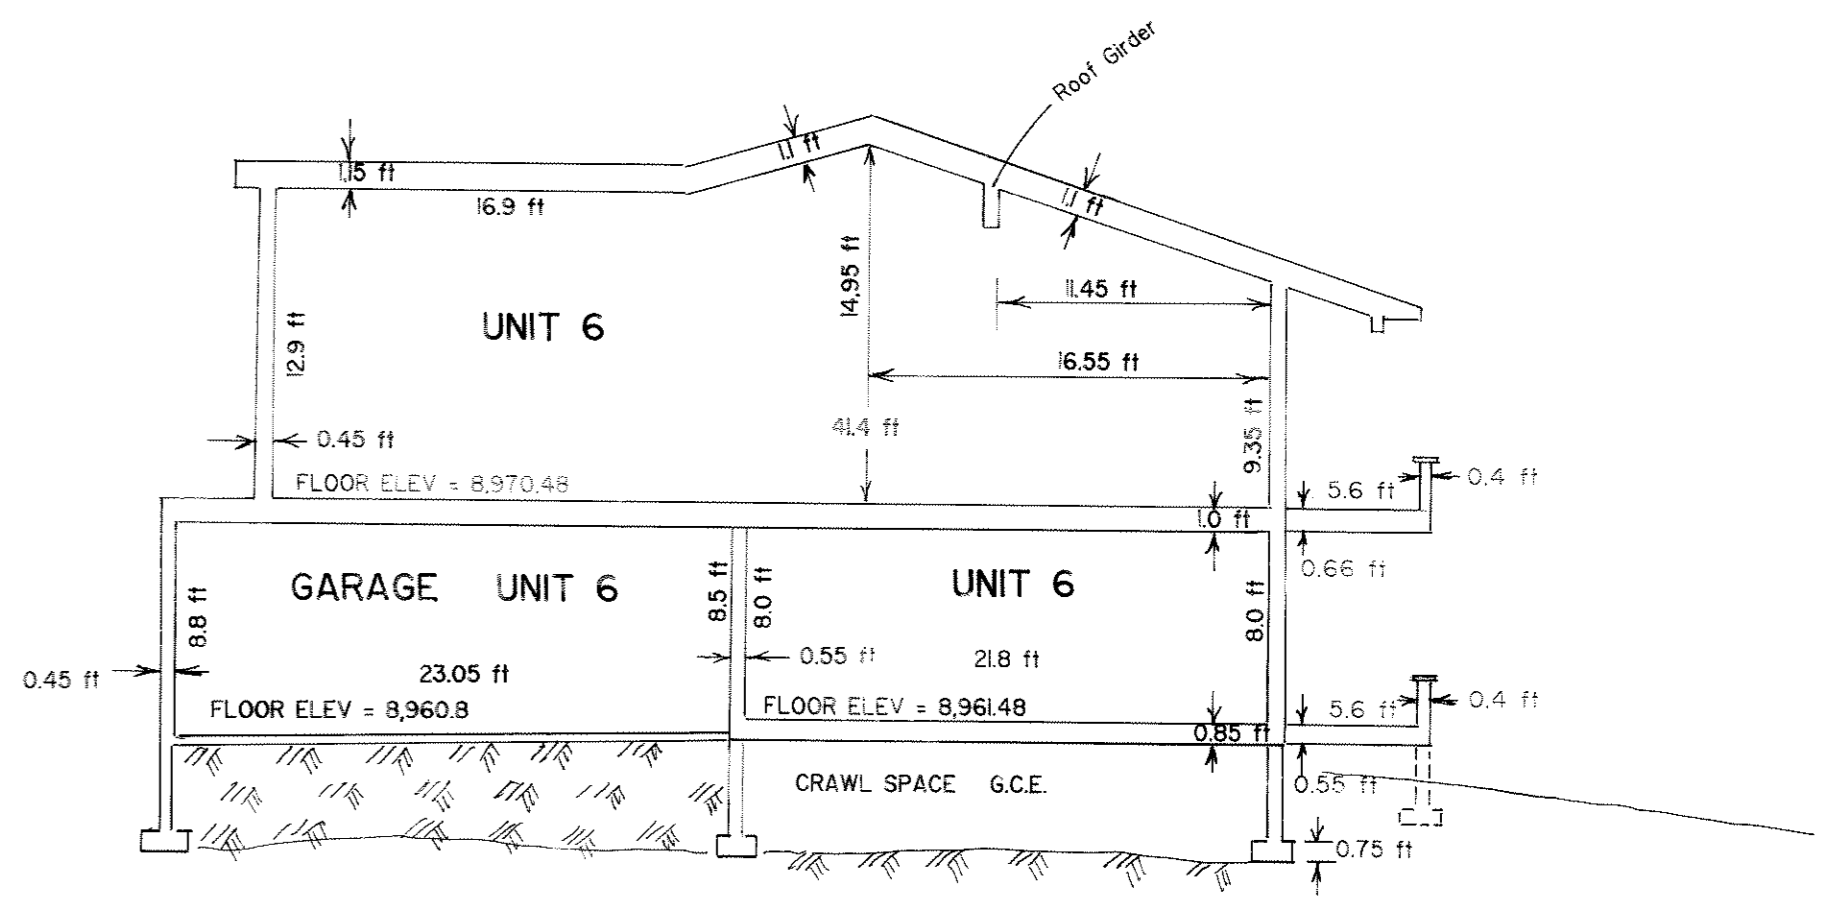 Roof Girder
1.1 ft
1.15 ft
16.9 ft
1.1 ft
14.95 ft
11.45 ft
12.9 ft
UNIT 6
16.55 ft
41.4 ft
9.35 ft
0.45 ft
FLOOR ELEV = 8,970.48
5.6 ft
0.4 ft
1.0 ft
0.66 ft
GARAGE UNIT 6
UNIT 6
8.8 ft
8.5 ft
8.0 ft
8.0 ft
0.55 ft
21.8 ft
0.45 ft
23.05 ft
FLOOR ELEV = 8,960.8
FLOOR ELEV = 8,961.48
5.6 ft
0.4 ft
0.85 ft
CRAWL SPACE G.C.E.
0.55 ft
0.75 ft